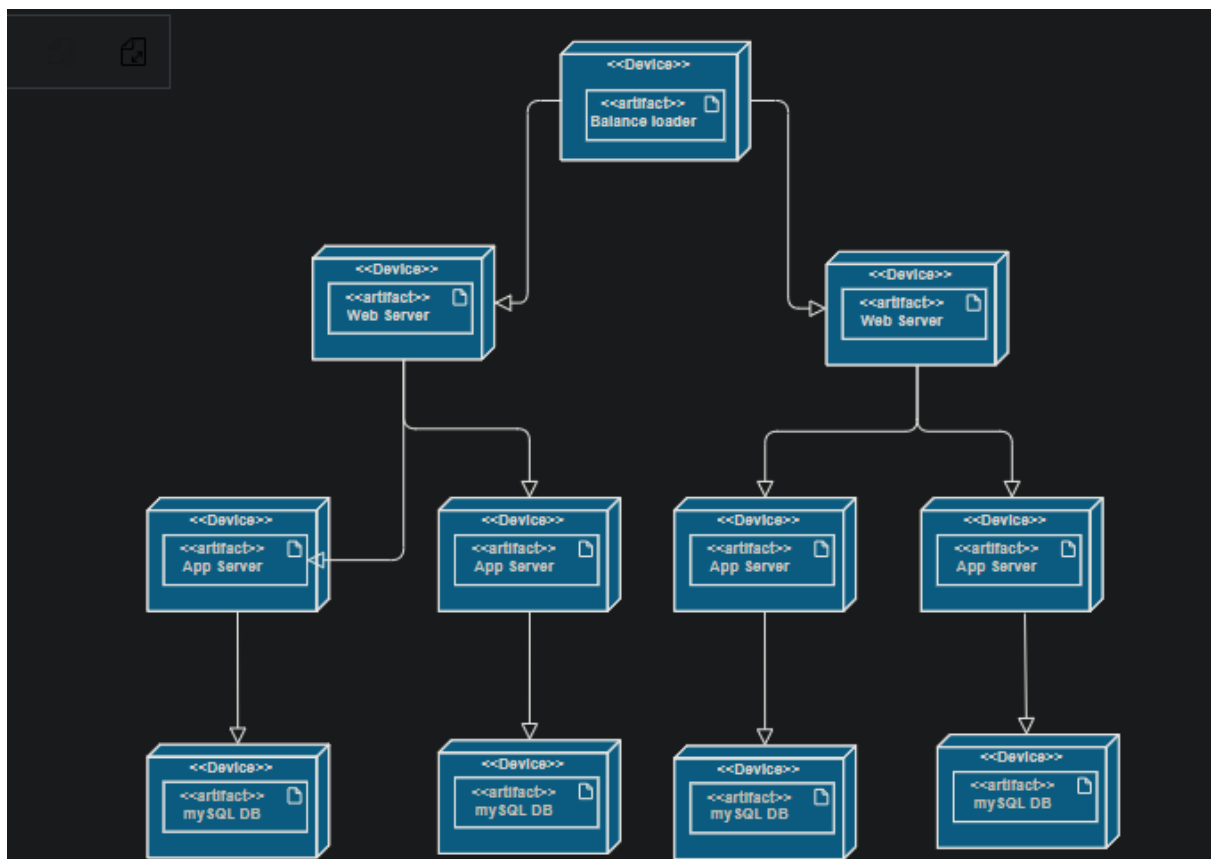 <<Device>>
<<artifact>>
Balance loader
<<Device>>
<<artifact>>
Web Server
<<Device>>
<<artifact>>
Web Server
<<Device>>
<<artifact>>
App Server
<<Device>>
<<artifact>>
App Server
<<Device>>
<<artifact>>
App Server
<<Device>>
<<artifact>>
App Server
<<Device>>
<<artifact>>
mySQL DB
<<Device>>
<<artifact>>
mySQL DB
<<Device>>
<<artifact>>
mySQL DB
<<Device>>
<<artifact>>
mySQL DB